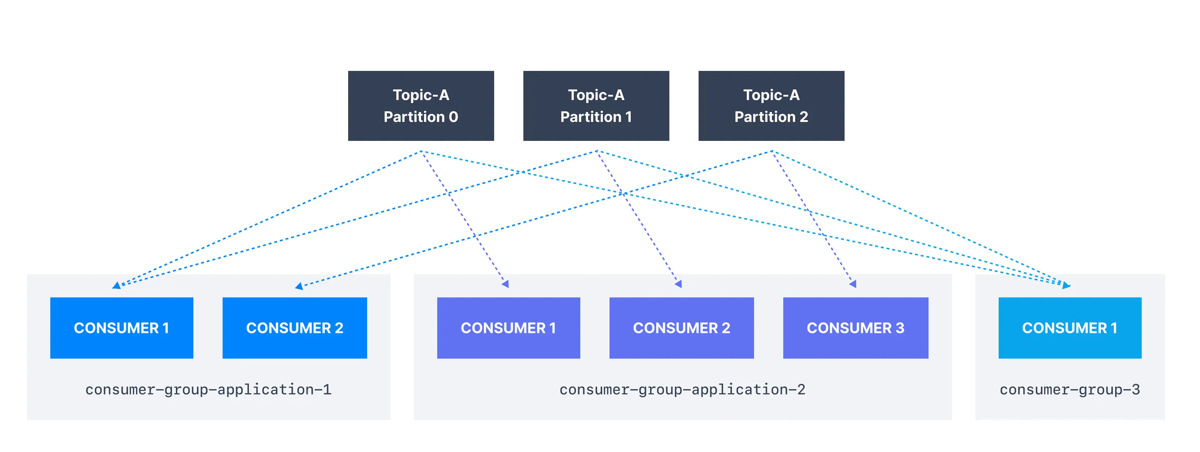 Topic-A
Partition 0
Topic-A
Partition 1
Topic-A
Partition 2
CONSUMER 1
CONSUMER 2
consumer-group-application-1
CONSUMER 1
CONSUMER 2
CONSUMER 3
consumer-group-application-2
CONSUMER 1
consumer-group-3